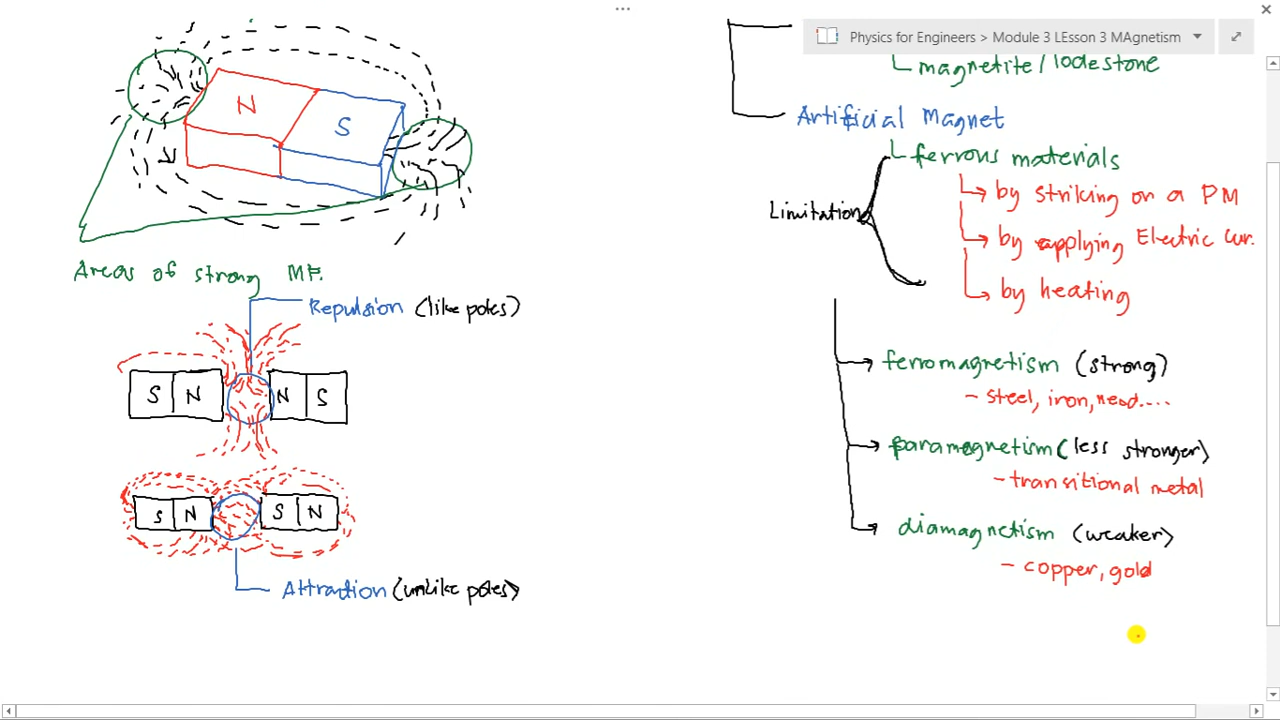 Physics for Engineers > Module 3 LEsson 3 MAgnetism
N
S
Areas of strong MF.
Repulsion (like poles)
S N N S
S N S N
Attraction (unlike poles)
magnetite/lodestone
Artificial Magnet
ferrous materials
by striking on a PM
Limitation
by applying Electric Cur.
by heating
ferromagnetism (strong)
- steel, iron, neod....
paramagnetism (less stronger)
- transitional metal
diamagnetism (weaker)
- copper, gold